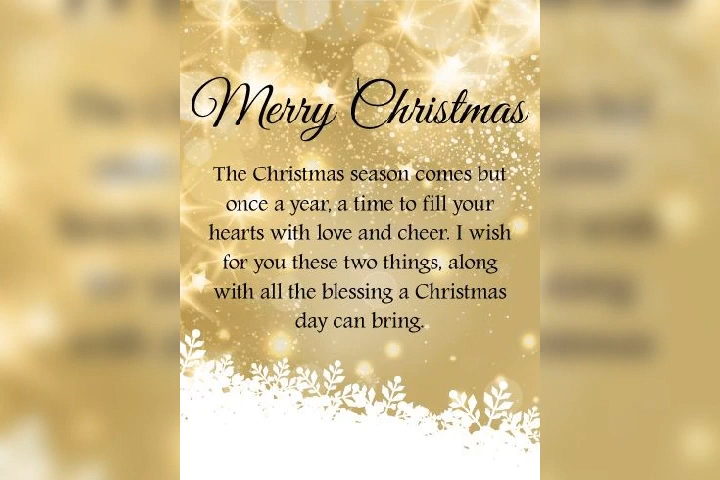 Merry Christmas
The Christmas season comes but
once a year, a time to fill your
hearts with love and cheer. I wish
for you these two things, along
with all the blessing a Christmas
day can bring.